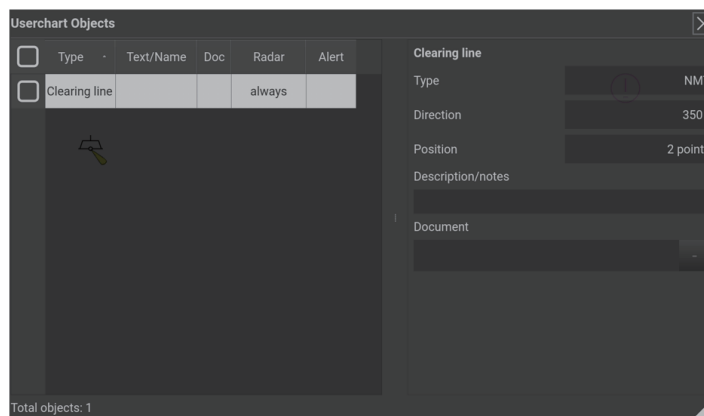 Userchart Objects
Type Text/Name Doc Radar Alert
Clearing line always
Total objects: 1
Clearing line
Type NM
Direction 350
Position 2 point
Description/notes
Document